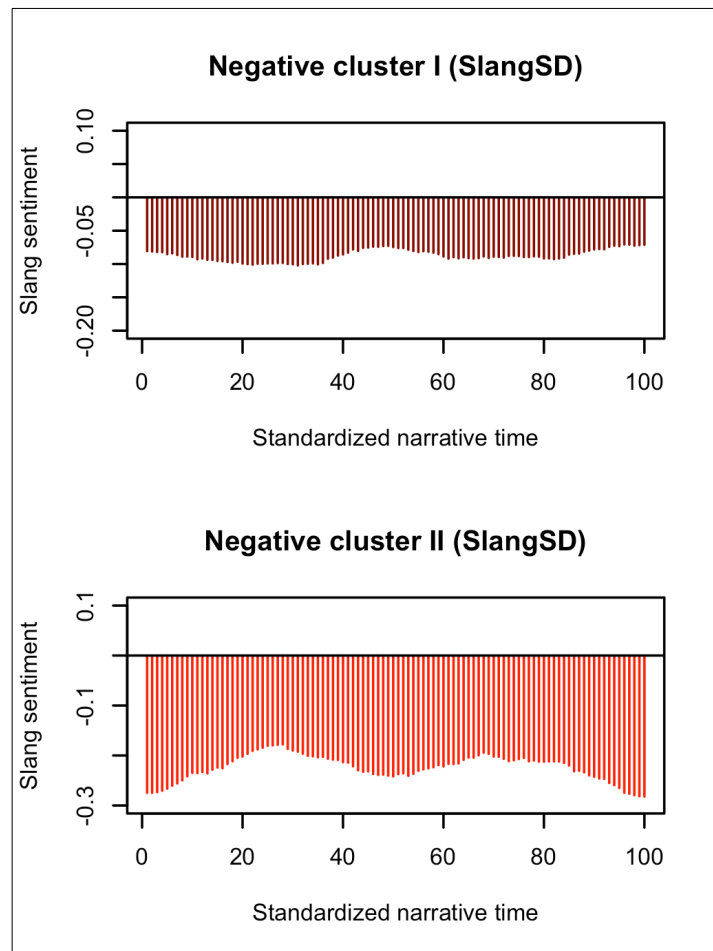 Negative cluster I (SlangSD)
Slang sentiment
0.10
-0.05
-0.20
0 20 40 60 80 100
Standardized narrative time
Negative cluster II (SlangSD)
Slang sentiment
0.1
-0.1
-0.3
0 20 40 60 80 100
Standardized narrative time